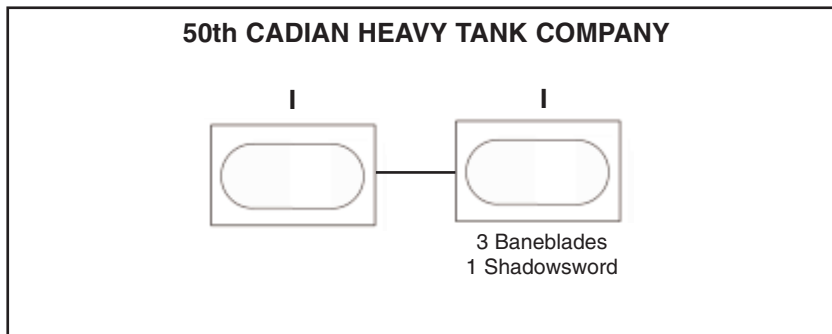 50th CADIAN HEAVY TANK COMPANY
I I
3 Baneblades
1 Shadowsword